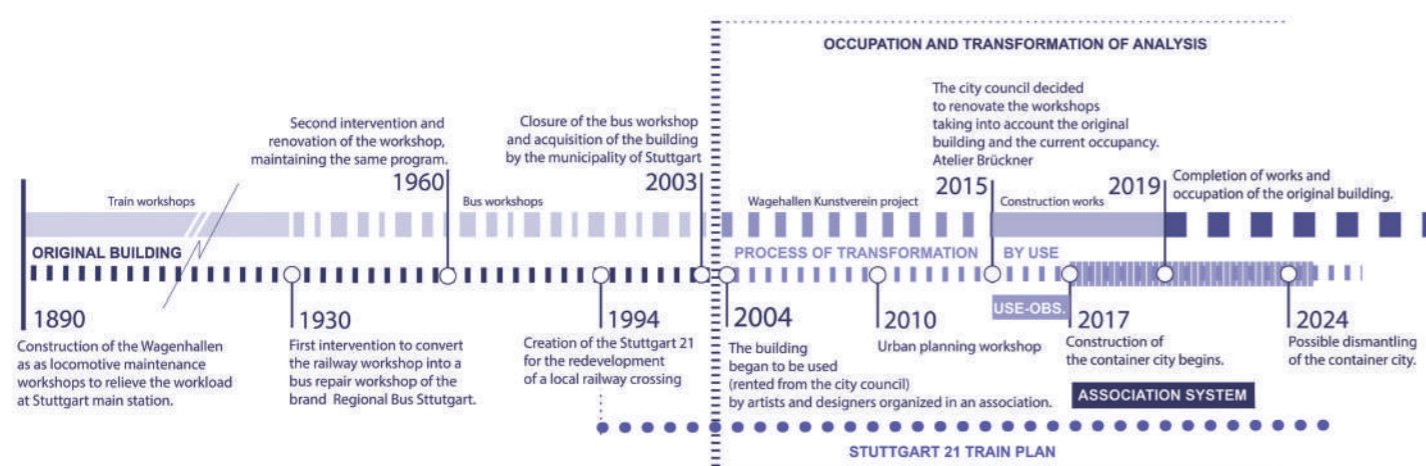 OCCUPATION AND TRANSFORMATION OF ANALYSIS
Second intervention and
renovation of the workshop,
maintaining the same program.
1960
Closure of the bus workshop
and acquisition of the building
by the municipality of Stuttgart
2003
The city council decided
to renovate the workshops
taking into account the original
building and the current occupancy.
Atelier Brückner
2015
2019
Completion of works and
occupation of the original building.
Train workshops
Bus workshops
Wagehallen Kunstverein project
Construction works
ORIGINAL BUILDING
PROCESS OF TRANSFORMATION
BY USE
USE-OBS.
1890
Construction of the Wagenhallen
as as locomotive maintenance
workshops to relieve the workload
at Stuttgart main station.
1930
First intervention to convert
the railway workshop into a
bus repair workshop of the
brand Regional Bus Sttutgart.
1994
Creation of the Stuttgart 21
for the redevelopment
of a local railway crossing
2004
The building
began to be used
(rented from the city council)
by artists and designers organized in an association.
2010
Urban planning workshop
2017
Construction of
the container city begins.
2024
Possible dismantling
of the container city.
ASSOCIATION SYSTEM
STUTTGART 21 TRAIN PLAN